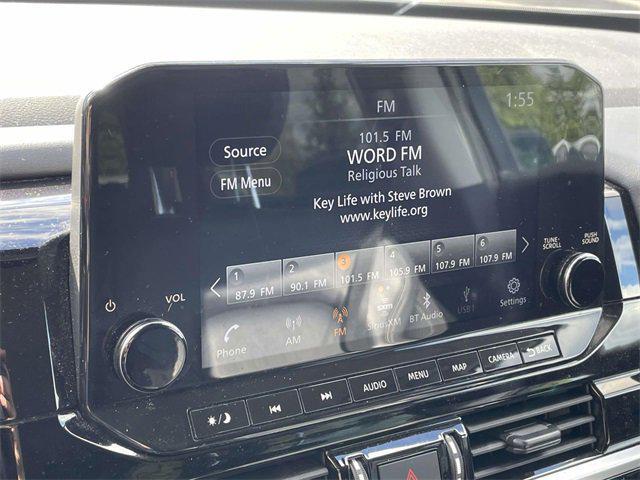 FM
1:55
101.5 FM
Source
WORD FM
Religious Talk
FM Menu
Key Life with Steve Brown
www.keylife.org
1 2 3 4 5 6
87.9 FM 90.1 FM 101.5 FM 105.9 FM 107.9 FM 107.9 FM
TUNE·SCROLL
PUSH SOUND
VOL
Phone AM FM SiriusXM BT Audio USB1 Settings
sxm
AUDIO MENU MAP CAMERA BACK